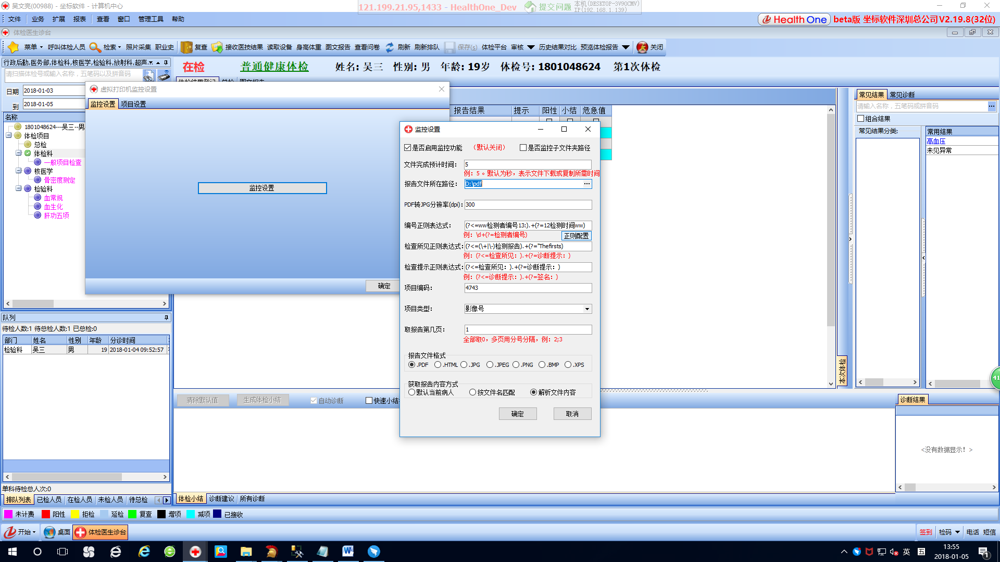 吴文亮(00988) - 坐标软件 - 计算机中心
121.199.21.95,1433 - HealthOne_Dev
提交问题
本机(DESKTOP-3V9OCMV)
IP(192.168.1.139)
文件 业务 扩展 报表 查看 窗口 管理工具 帮助
Health One beta版 坐标软件深圳总公司 V2.19.8(32位)
体检医生诊台
菜单 呼叫体检人员 检索 照片采集 职业史 复查 接收医技结果 读取设备 身高体重 图文报告 查看问卷 刷新 刷新排队 保存(s) 体检平台 审核 历史结果对比 预览体检报告 关闭
行政后勤,医务部,体检科,核医学,检验科,放射科,超声
请扫描体检号或输入名称，五笔码以及拼音码
日期 2018-01-03
到 2018-01-05
名称
1801048624---吴三--男
体检项目
总检
体检科
一般项目检查
核医学
骨密度测定
检验科
血常规
血生化
肝功五项
在检 普通健康体检 姓名: 吴三 性别: 男 年龄: 19岁 体检号: 1801048624 第1次体检
体检结果登记 总检 图文报告
虚拟打印机监控设置
监控设置 项目设置
监控设置
确定
报告结果 提示 阳性 小结 危急值
监控设置
是否启用监控功能 （默认关闭） 是否监控子文件夹路径
文件完成预计时间： 5
例：5 。默认为秒，表示文件下载或复制所需时间
报告文件所在路径： D:\pdf ...
PDF转JPG分辨率(dpi)： 300
编号正则表达式： (?<=ww检测者编号13:).+(?=12检测时间ww)
例：\d+(?=检测者编号) 正则配置
检查所见正则表达式： (?<=(\+|\-)检测报告).+(?="Thefirsts)
例：(?<=检查所见：).+(?=诊断提示：)
检查提示正则表达式： (?<=检查所见：).+(?=诊断提示：)
例：(?<=诊断提示：).+(?=签名：)
项目编码： 4743
项目类型： 影像号
取报告第几页： 1
全部取0，多页用分号分隔，例：2;3
报告文件格式
.PDF .HTML .JPG .JPEG .PNG .BMP .XPS
获取报告内容方式
默认当前病人 按文件名匹配 解析文件内容
确定 取消
常见结果 常见诊断
请输入名称，五笔码或拼音码 ...
组合结果
常见结果分类: 常用结果
高血压
未见异常
本次体检
41
队列
待检人数:1 待总检人数:1 已总检:0
部门 姓名 性别 年龄 分诊时间
检验科 吴三 男 19 2018-01-04 09:52:57
单科待检总人次:0
排队列表 已检人员 在检人员 未检人员 待总检
清除默认值 生成体检小结 自动诊断 快速小结
体检小结 诊断建议 所有诊断
诊断结果
<没有数据显示！>
未计费 阳性 拒检 延检 复查 增项 减项 已接收
开始 桌面 体检医生诊台
签到 检码 电话 短信
英 五
13:55
2018-01-05
1